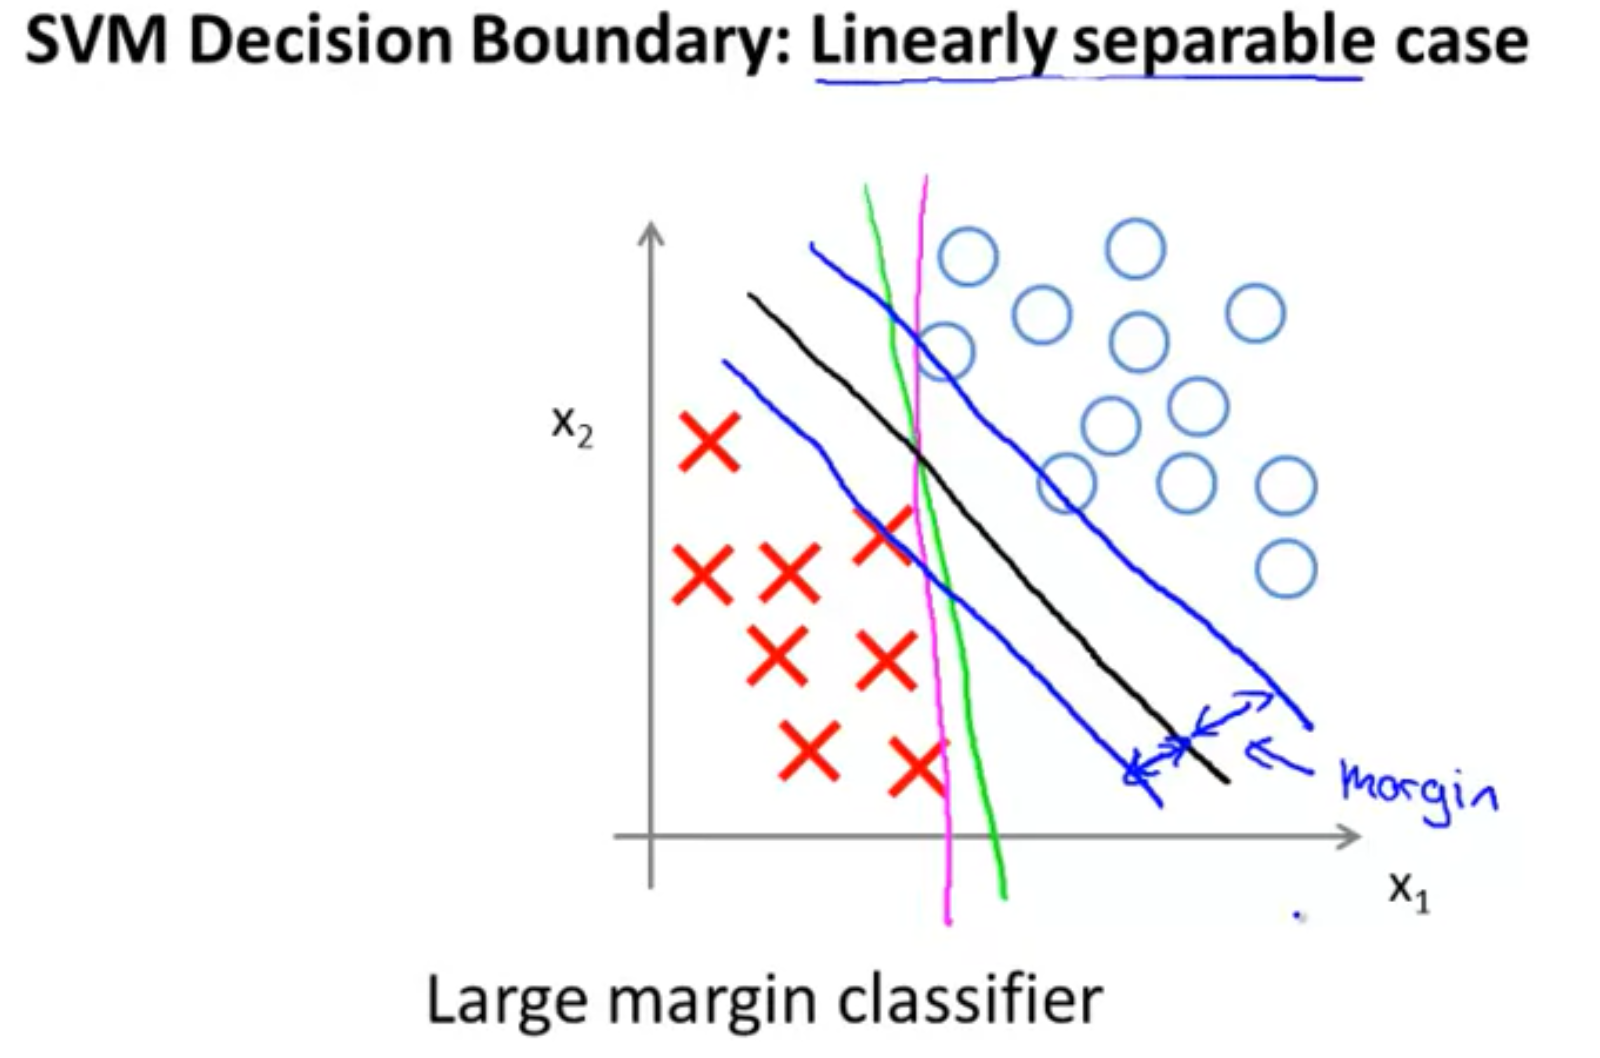 SVM Decision Boundary: Linearly separable case
x₂
margin
x₁
Large margin classifier